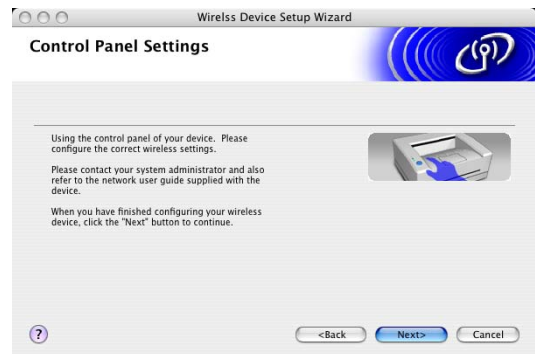 Wirelss Device Setup Wizard
Control Panel Settings
Using the control panel of your device. Please
configure the correct wireless settings.
Please contact your system administrator and also
refer to the network user guide supplied with the
device.
When you have finished configuring your wireless
device, click the "Next" button to continue.
?
<Back
Next>
Cancel